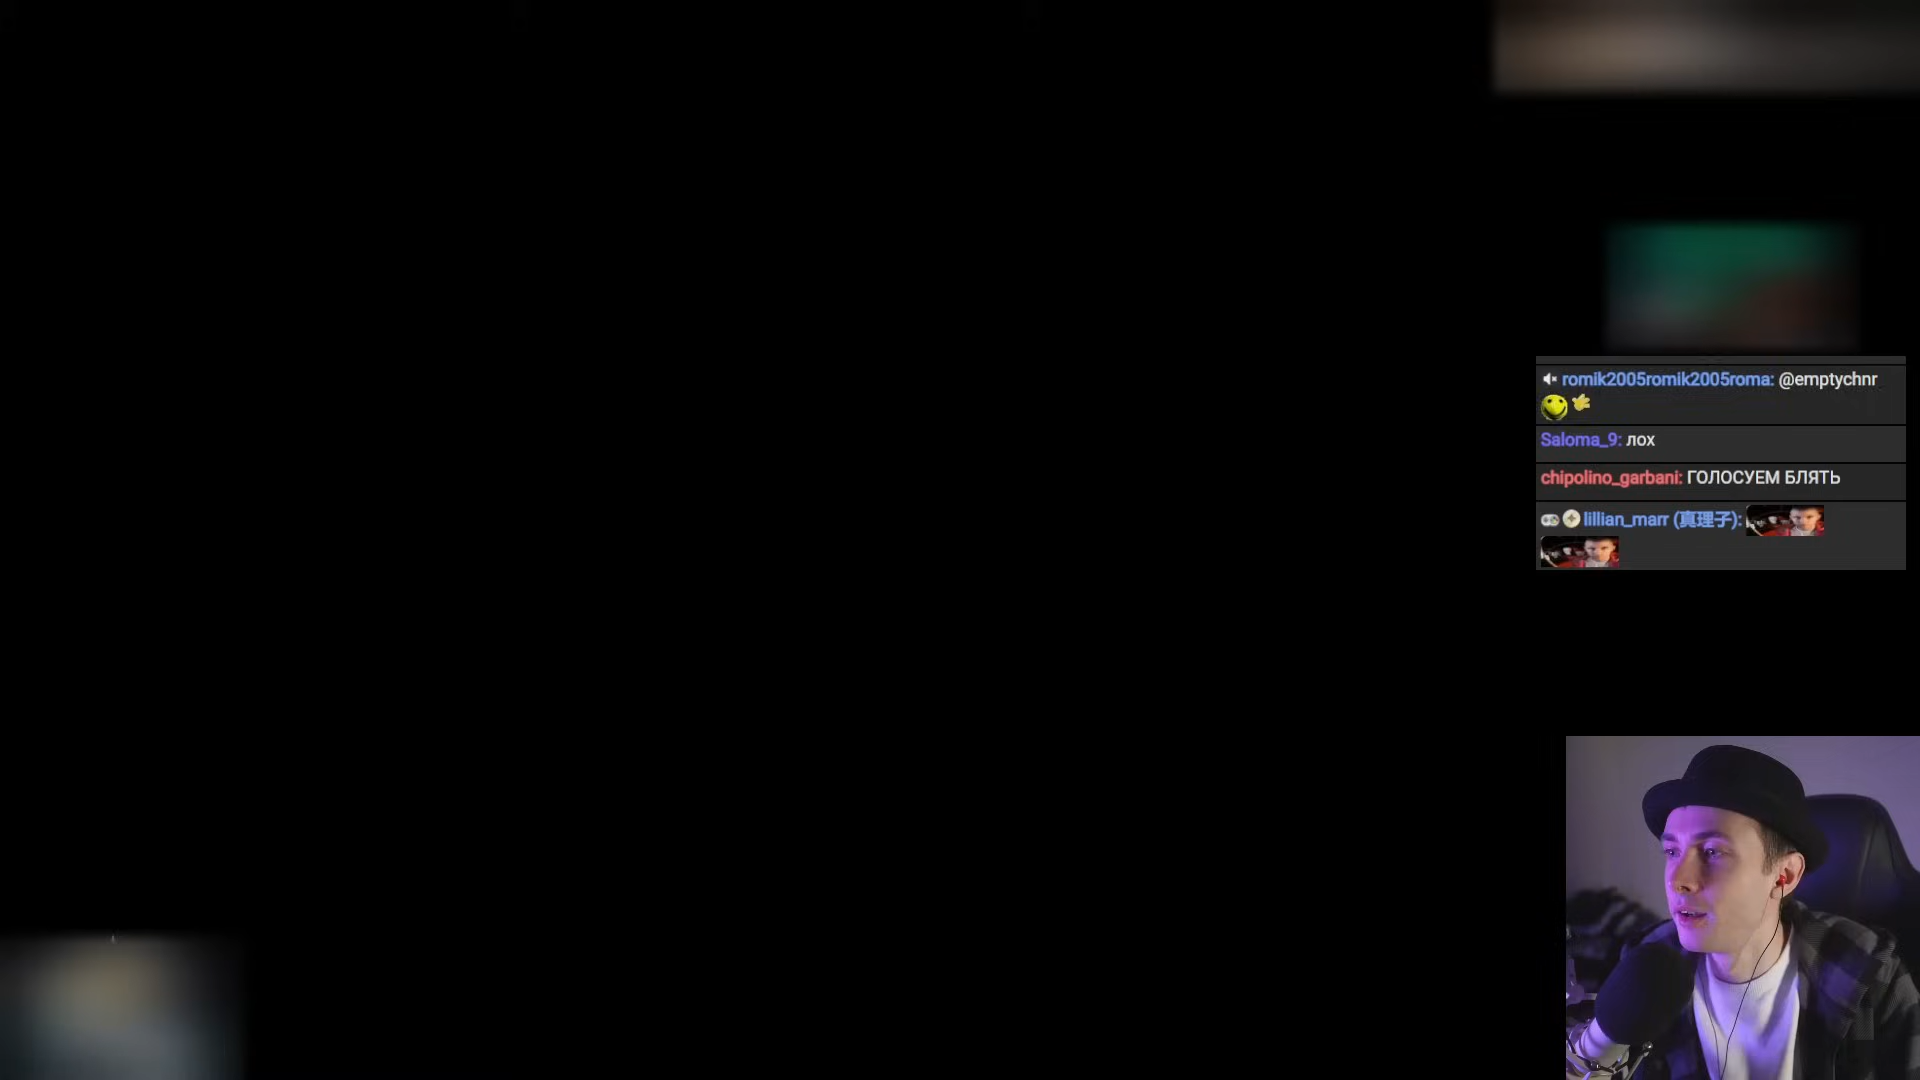 romik2005romik2005roma: @emptychnr
Saloma_9: лох
chipolino_garbani: ГОЛОСУЕМ БЛЯТЬ
lillian_marr (真理子):